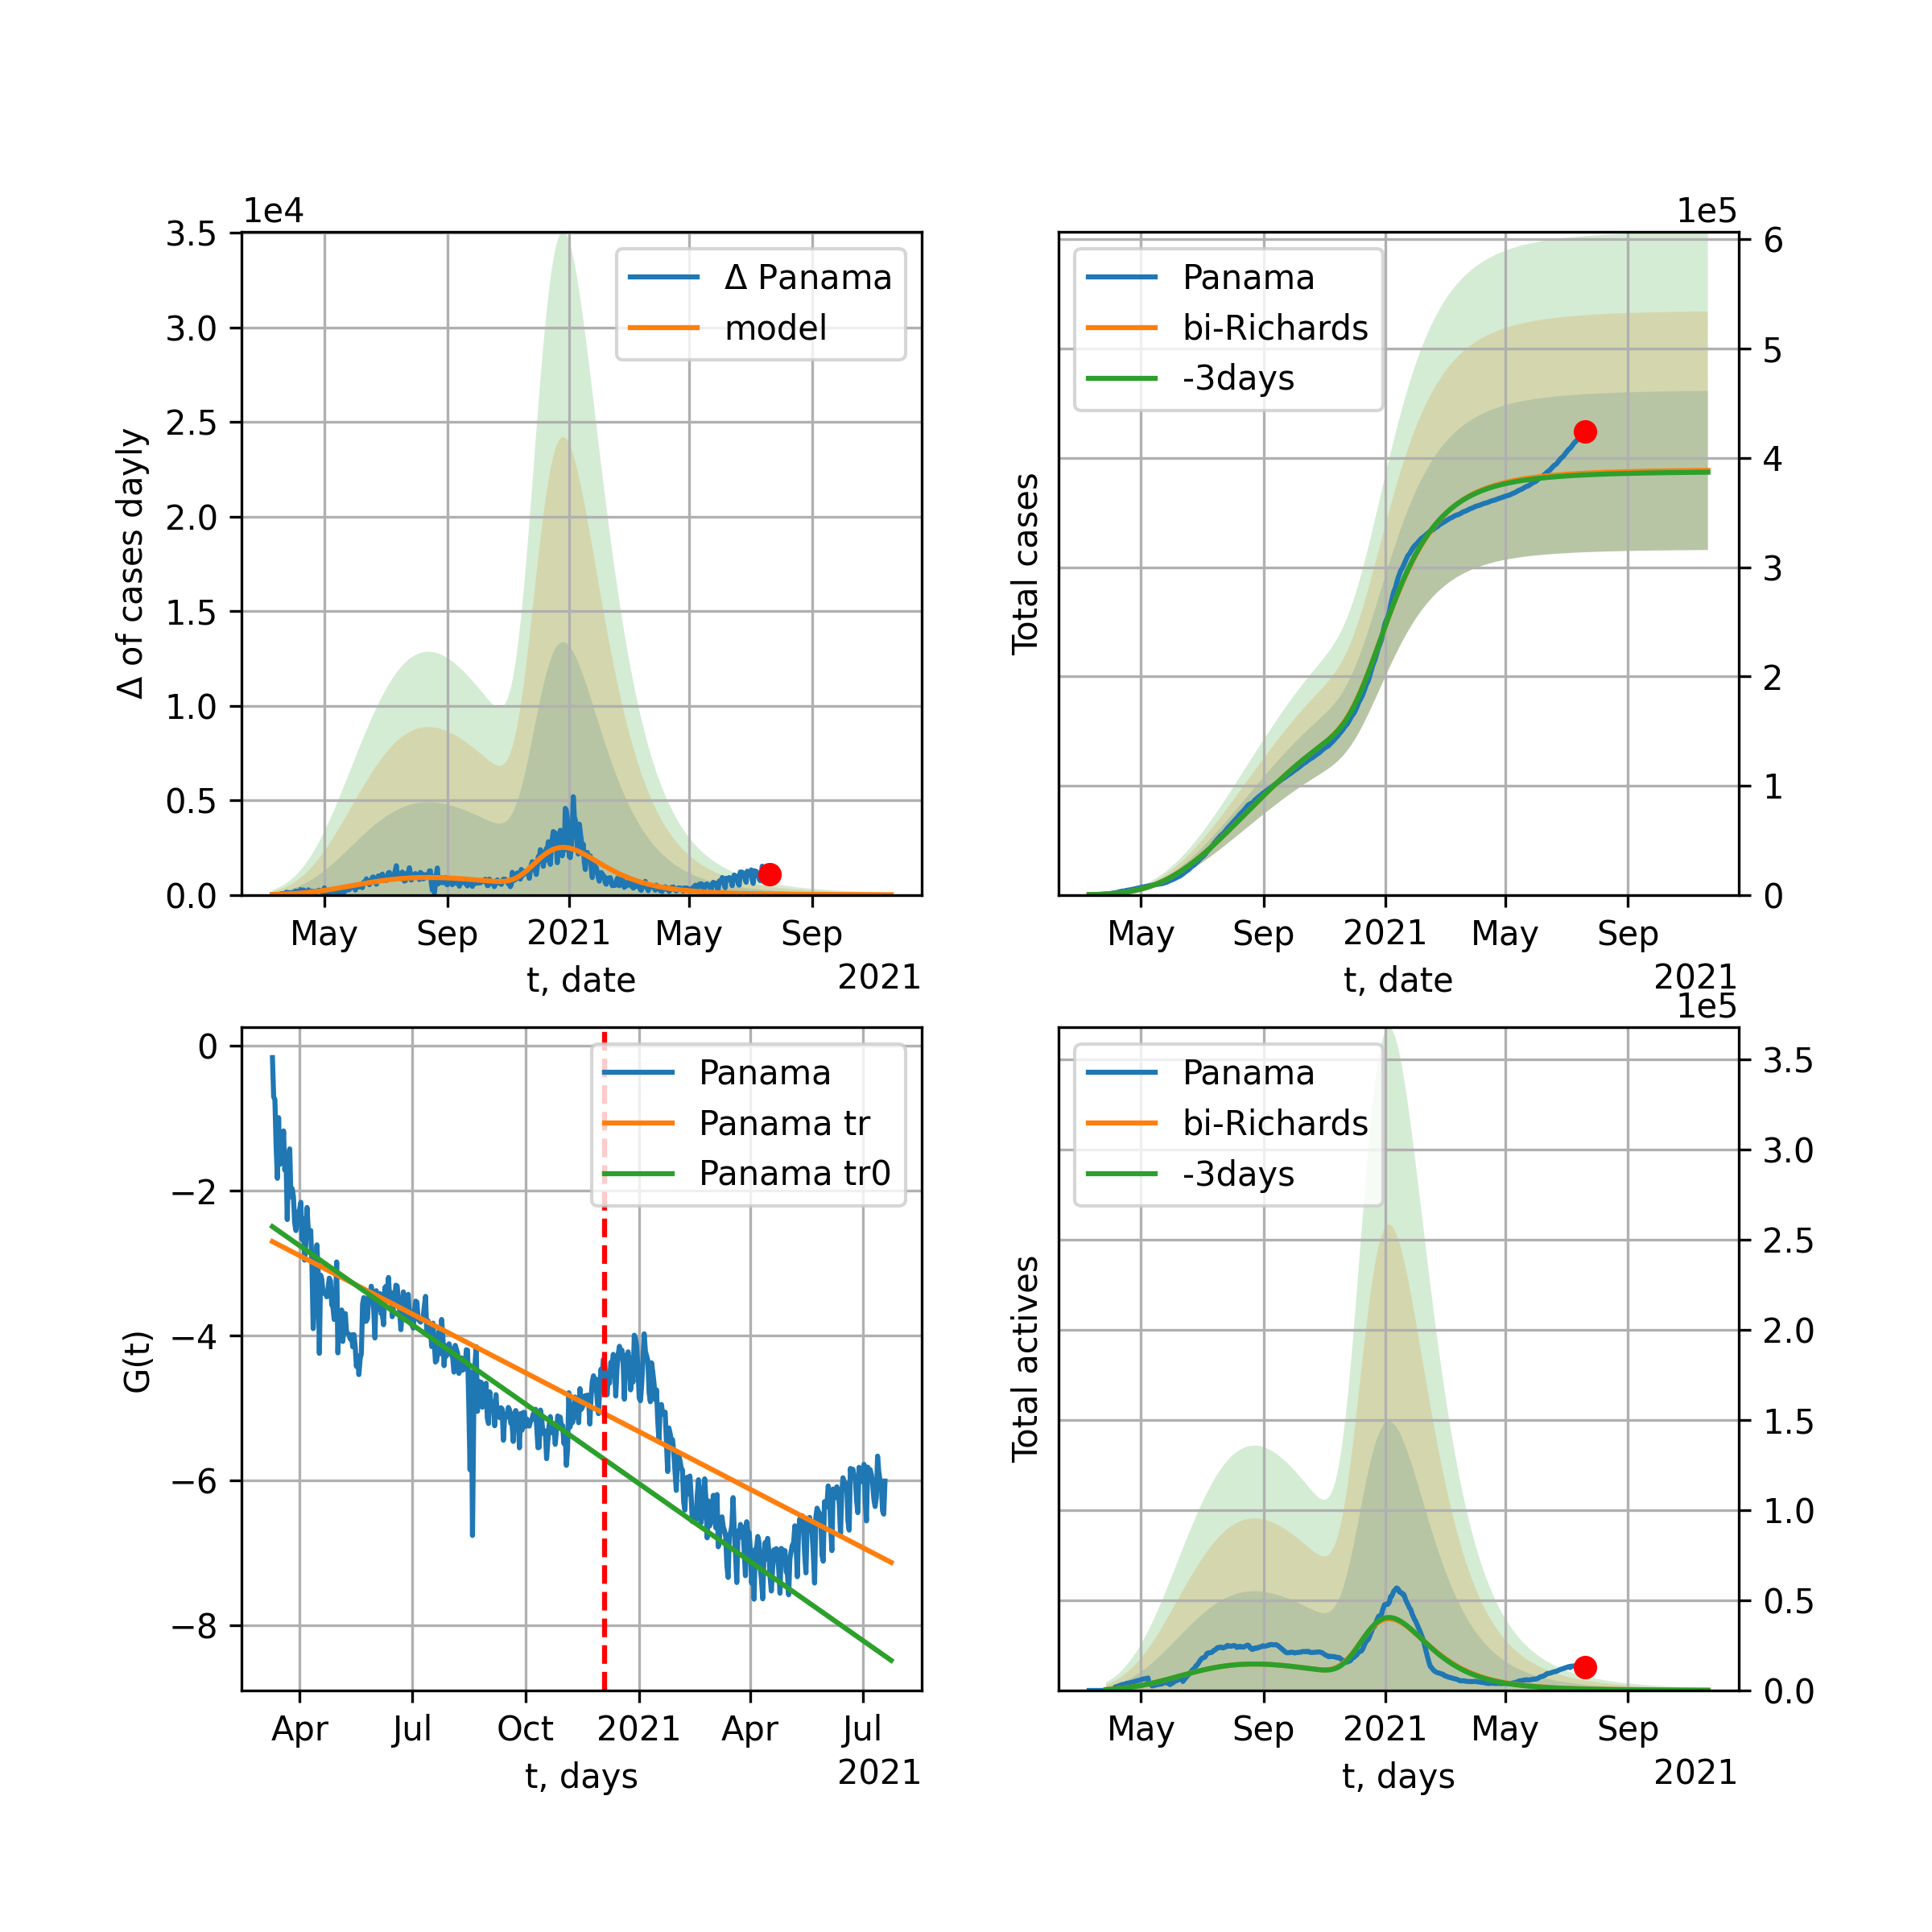 1e4
3.5
3.0
2.5
2.0
1.5
1.0
0.5
0.0
Δ of cases dayly
Δ Panama
model
May Sep 2021 May Sep
t, date
2021
1e5
6
5
4
3
2
1
0
Total cases
Panama
bi-Richards
-3days
May Sep 2021 May Sep
t, date
2021
0
−2
−4
−6
−8
G(t)
Panama
Panama tr
Panama tr0
Apr Jul Oct 2021 Apr Jul
t, days
2021
1e5
3.5
3.0
2.5
2.0
1.5
1.0
0.5
0.0
Total actives
Panama
bi-Richards
-3days
May Sep 2021 May Sep
t, days
2021